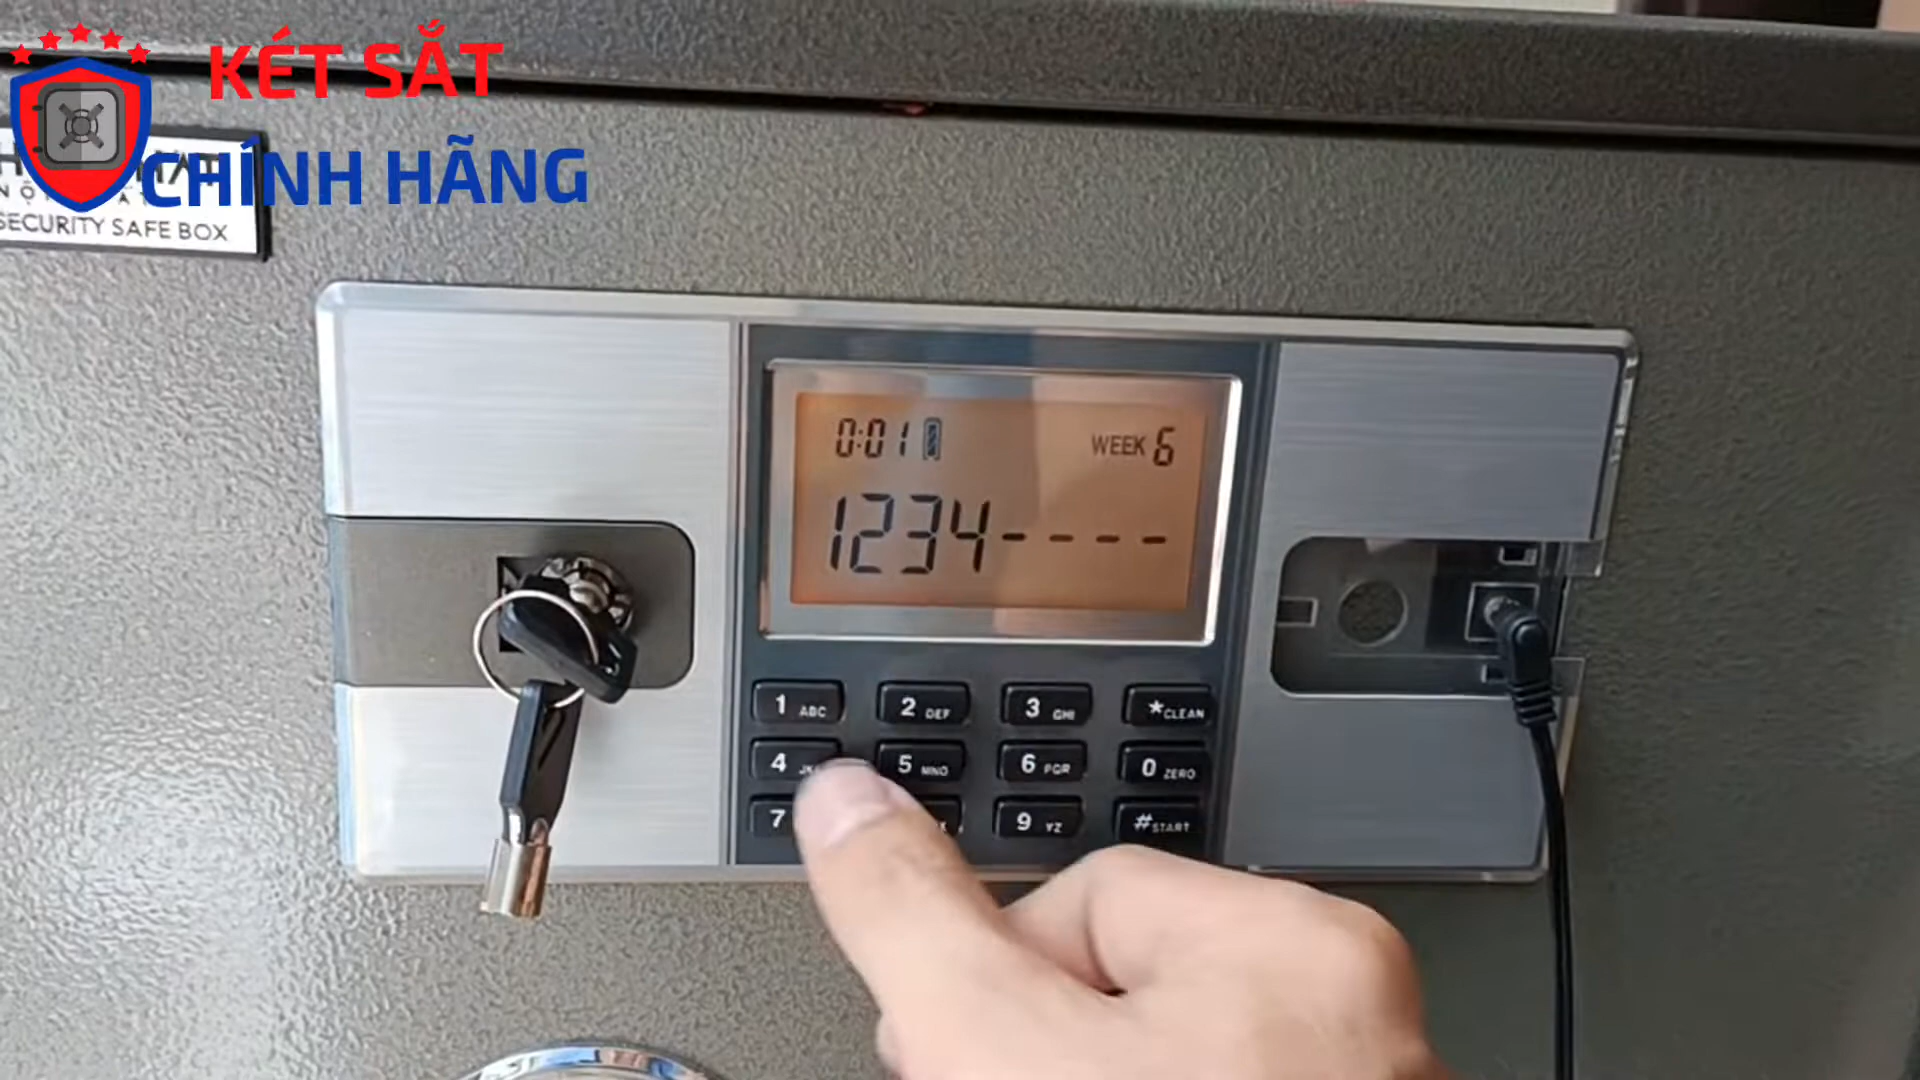 KÉT SẮT
CHÍNH HÃNG
SECURITY SAFE BOX
0:01
WEEK 6
1234----
1 ABC
2 DEF
3 GHI
*CLEAN
4
5 MNO
6 PQR
0 ZERO
7
9 YZ
#START